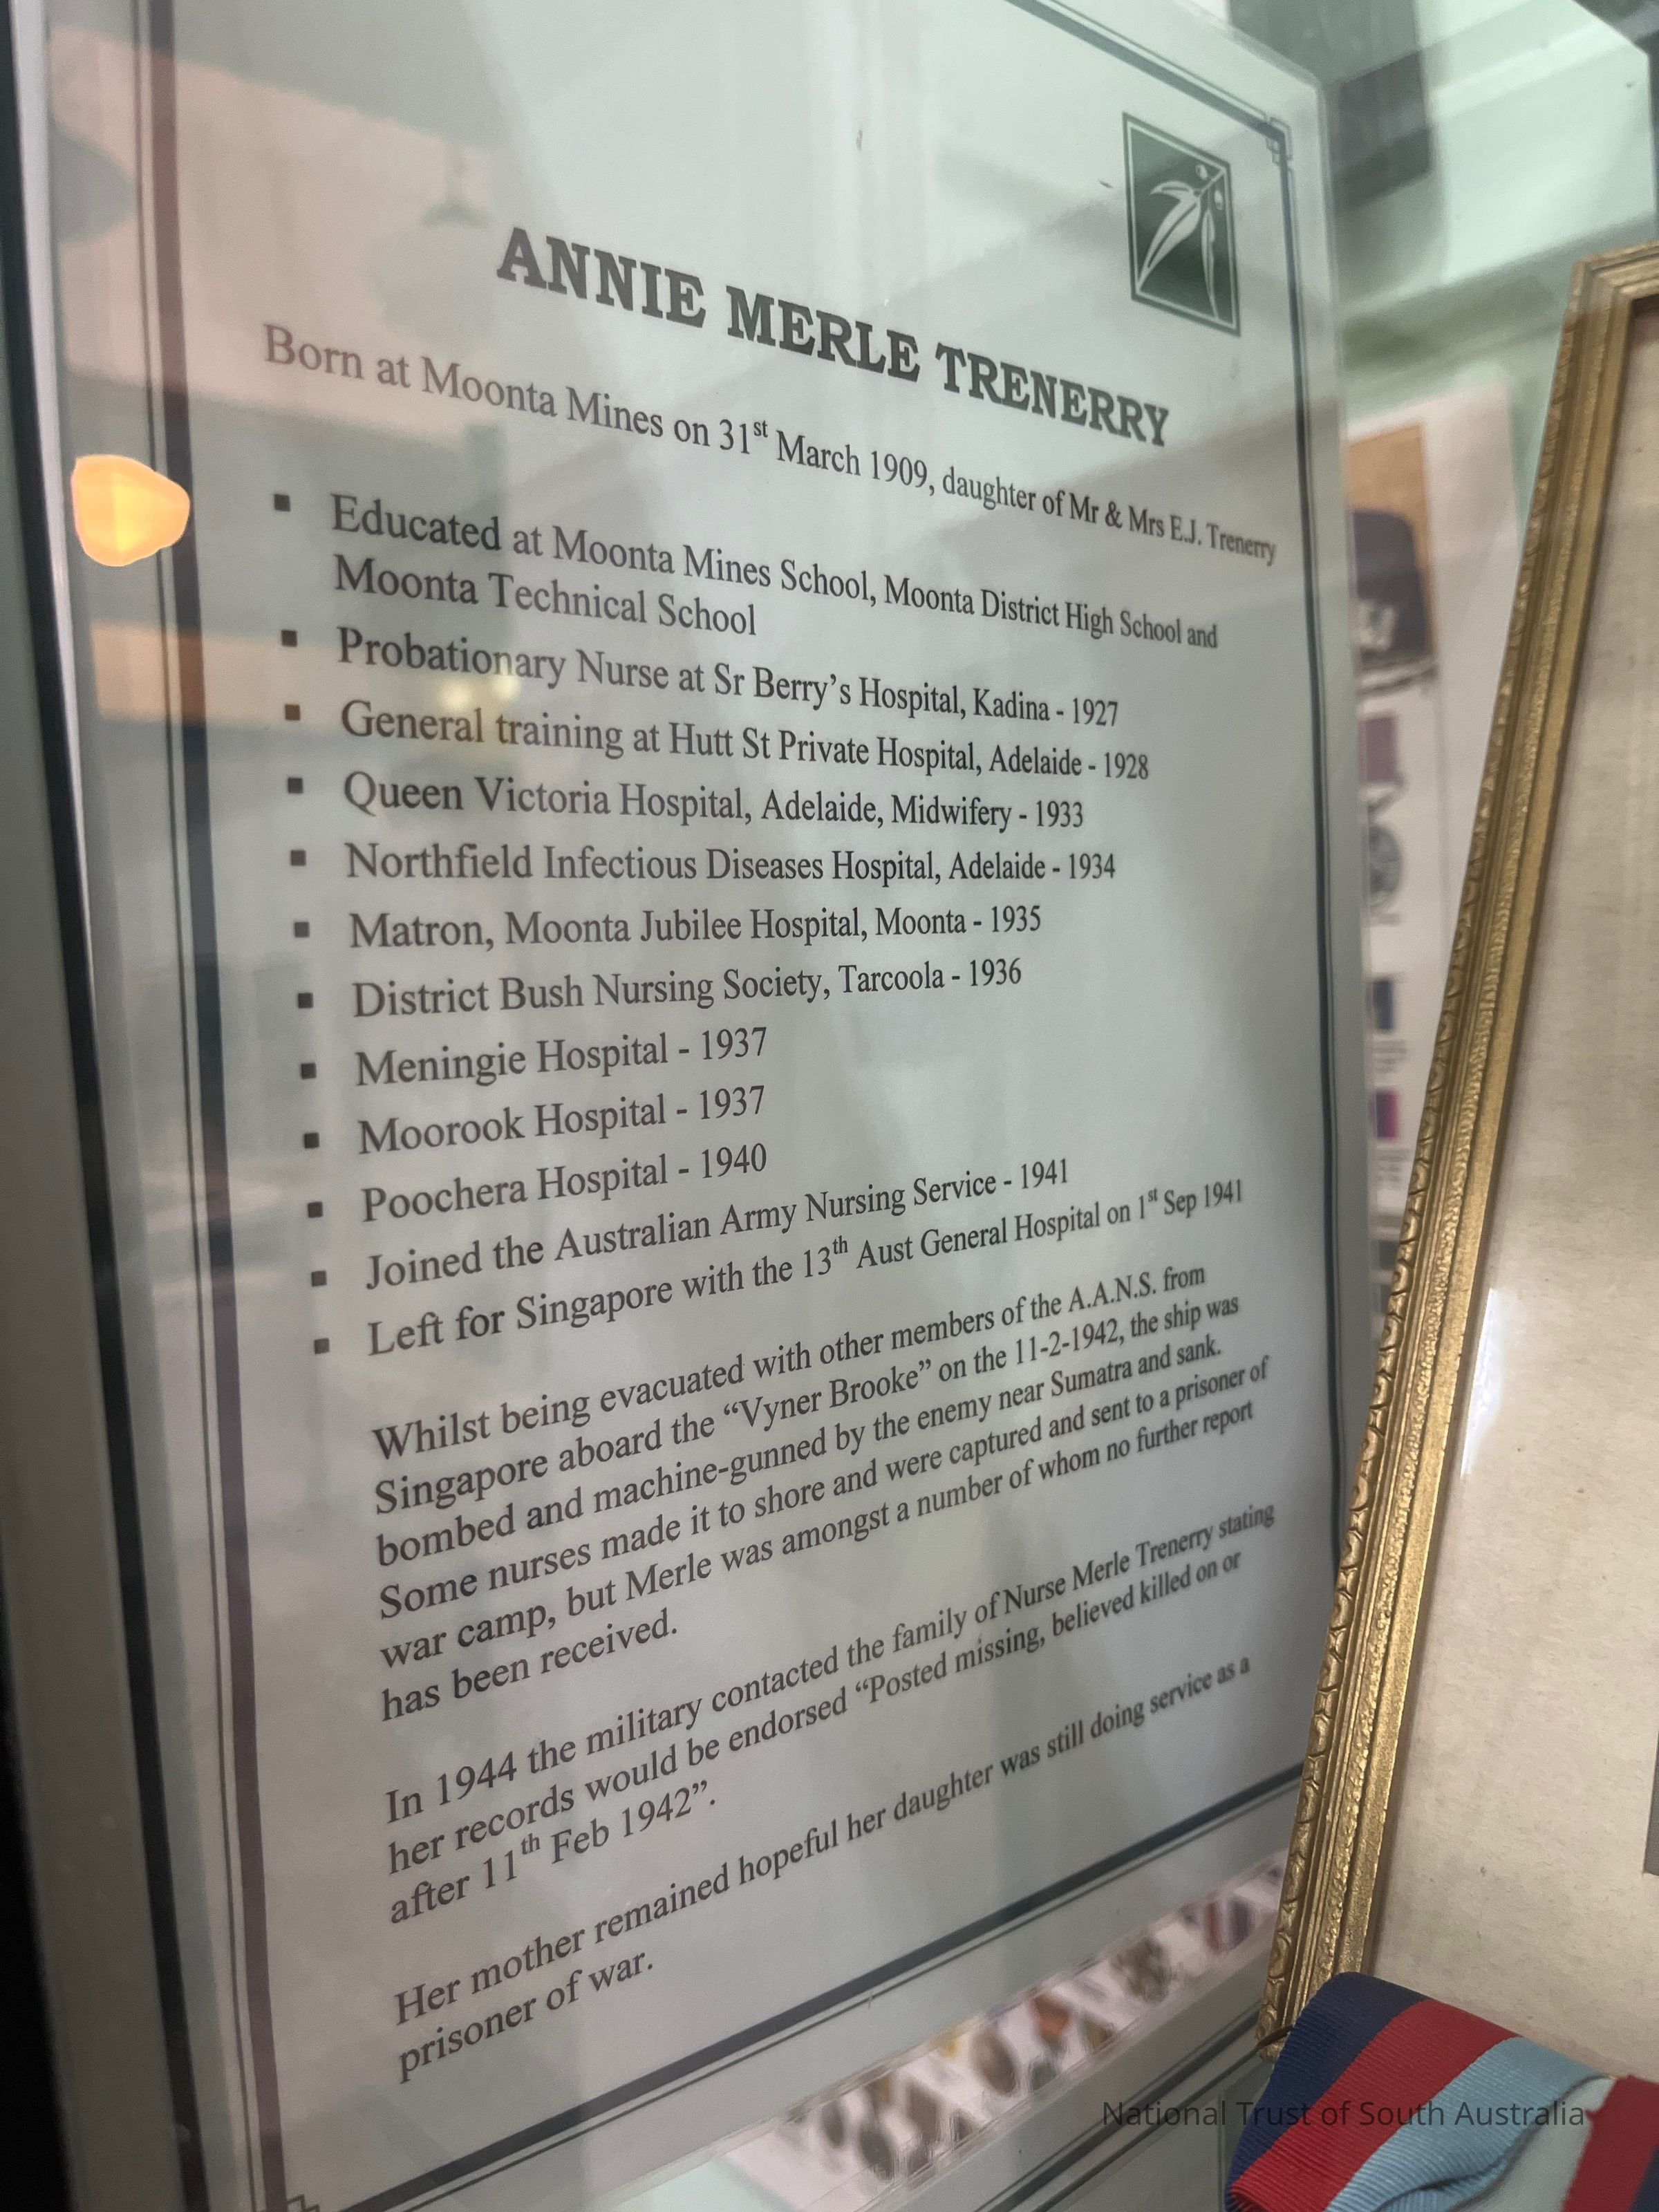 ANNIE MERLE TRENERRY
Born at Moonta Mines on 31st March 1909, daughter of Mr & Mrs E.J. Trenerry
▪ Educated at Moonta Mines School, Moonta District High School and
Moonta Technical School
▪ Probationary Nurse at Sr Berry's Hospital, Kadina - 1927
▪ General training at Hutt St Private Hospital, Adelaide - 1928
▪ Queen Victoria Hospital, Adelaide, Midwifery - 1933
▪ Northfield Infectious Diseases Hospital, Adelaide - 1934
▪ Matron, Moonta Jubilee Hospital, Moonta - 1935
▪ District Bush Nursing Society, Tarcoola - 1936
▪ Meningie Hospital - 1937
▪ Moorook Hospital - 1937
▪ Poochera Hospital - 1940
▪ Joined the Australian Army Nursing Service - 1941
▪ Left for Singapore with the 13th Aust General Hospital on 1st Sep 1941
Whilst being evacuated with other members of the A.A.N.S. from
Singapore aboard the “Vyner Brooke” on the 11-2-1942, the ship was
bombed and machine-gunned by the enemy near Sumatra and sank.
Some nurses made it to shore and were captured and sent to a prisoner of
war camp, but Merle was amongst a number of whom no further report
has been received.
In 1944 the military contacted the family of Nurse Merle Trenerry stating
her records would be endorsed “Posted missing, believed killed on or
after 11th Feb 1942”.
Her mother remained hopeful her daughter was still doing service as a
prisoner of war.
National Trust of South Australia